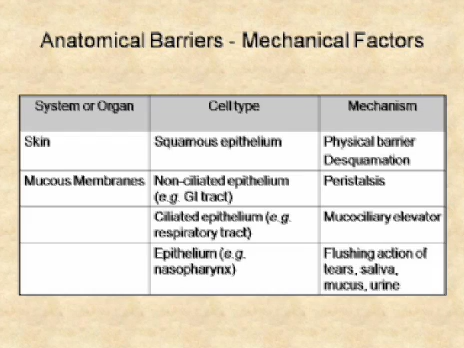 Anatomical Barriers - Mechanical Factors
System or Organ Cell type Mechanism
Skin Squamous epithelium Physical barrier
Desquamation
Mucous Membranes Non-ciliated epithelium Peristalsis
(e.g. GI tract)
Ciliated epithelium (e.g. Mucociliary elevator
respiratory tract)
Epithelium (e.g. Flushing action of
nasopharynx) tears, saliva,
mucus, urine